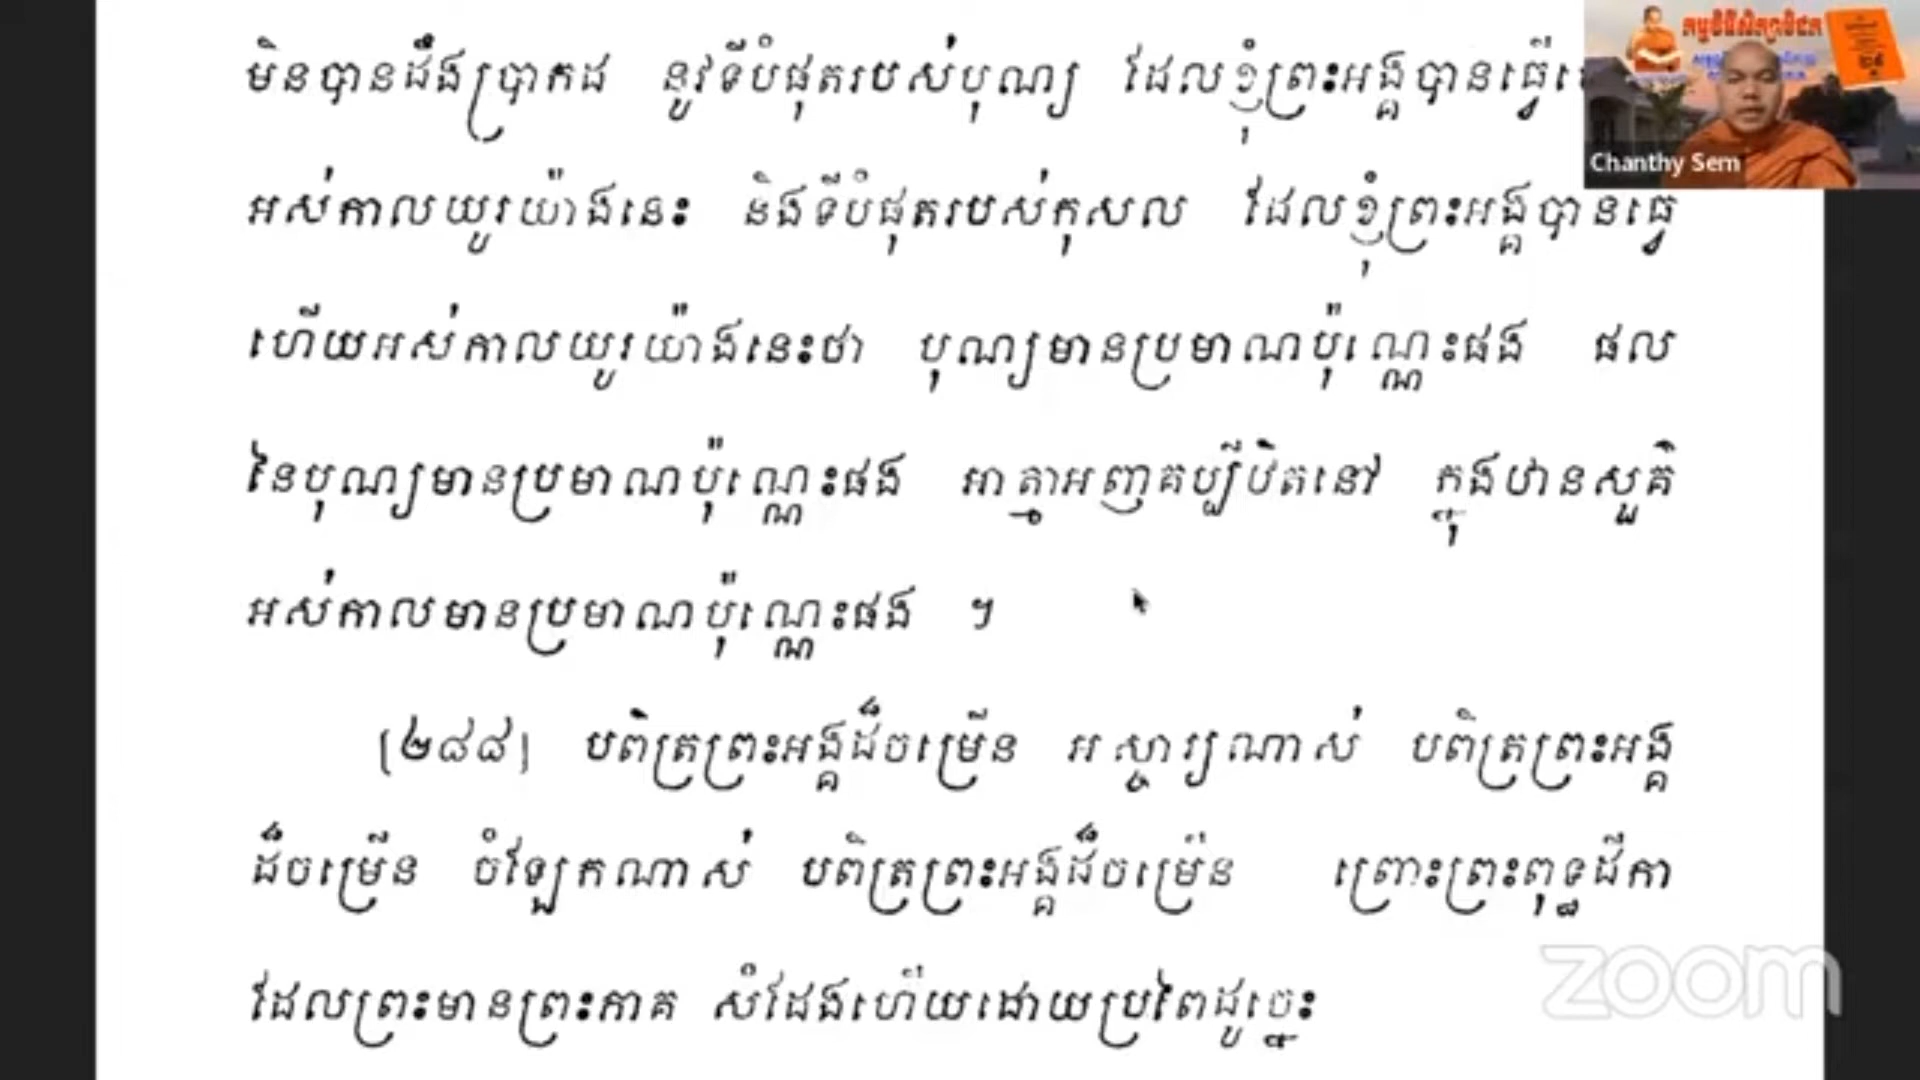 មិនបានដឹងប្រាកដ នូវទីបំផុតរបស់បុណ្យ ដែលខ្ញុំព្រះអង្គបានធ្វើ
អស់កាលយូរយ៉ាងនេះ និងទីបំផុតរបស់កុសល ដែលខ្ញុំព្រះអង្គបានធ្វើ
ហើយអស់កាលយូរយ៉ាងនេះថា បុណ្យមានប្រមាណប៉ុណ្ណេះផង ផល
នៃបុណ្យមានប្រមាណប៉ុណ្ណេះផង អាត្មាអញគប្បីឋិតនៅ ក្នុងឋានសួគ៌
អស់កាលមានប្រមាណប៉ុណ្ណេះផង ។
[២៨៨] បពិត្រព្រះអង្គដ៏ចម្រើន អស្ចារ្យណាស់ បពិត្រព្រះអង្គ
ដ៏ចម្រើន ចំឡែកណាស់ បពិត្រព្រះអង្គដ៏ចម្រើន ព្រោះព្រះពុទ្ធដីកា
ដែលព្រះមានព្រះភាគ សំដែងហើយដោយប្រពៃដូច្នេះ
Chanthy Sem
zoom